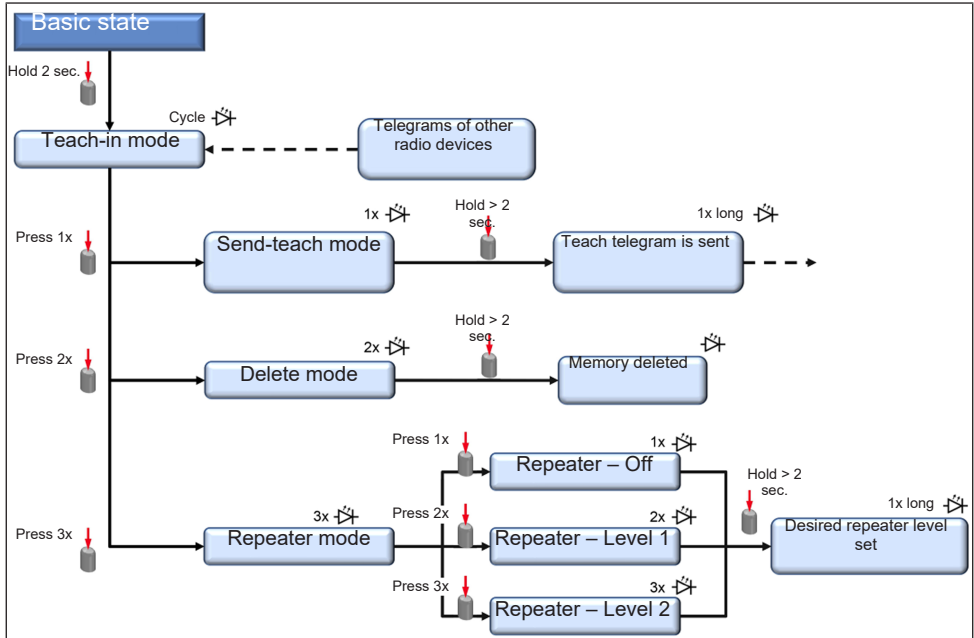 Basic state
Hold 2 sec.
Cycle
Teach-in mode
Telegrams of other
radio devices
Press 1x
1x
Send-teach mode
Hold > 2
sec.
1x long
Teach telegram is sent
Press 2x
2x
Delete mode
Hold > 2
sec.
Memory deleted
Press 3x
3x
Repeater mode
Press 1x
1x
Repeater – Off
Press 2x
2x
Repeater – Level 1
Press 3x
3x
Repeater – Level 2
Hold > 2
sec.
1x long
Desired repeater level
set